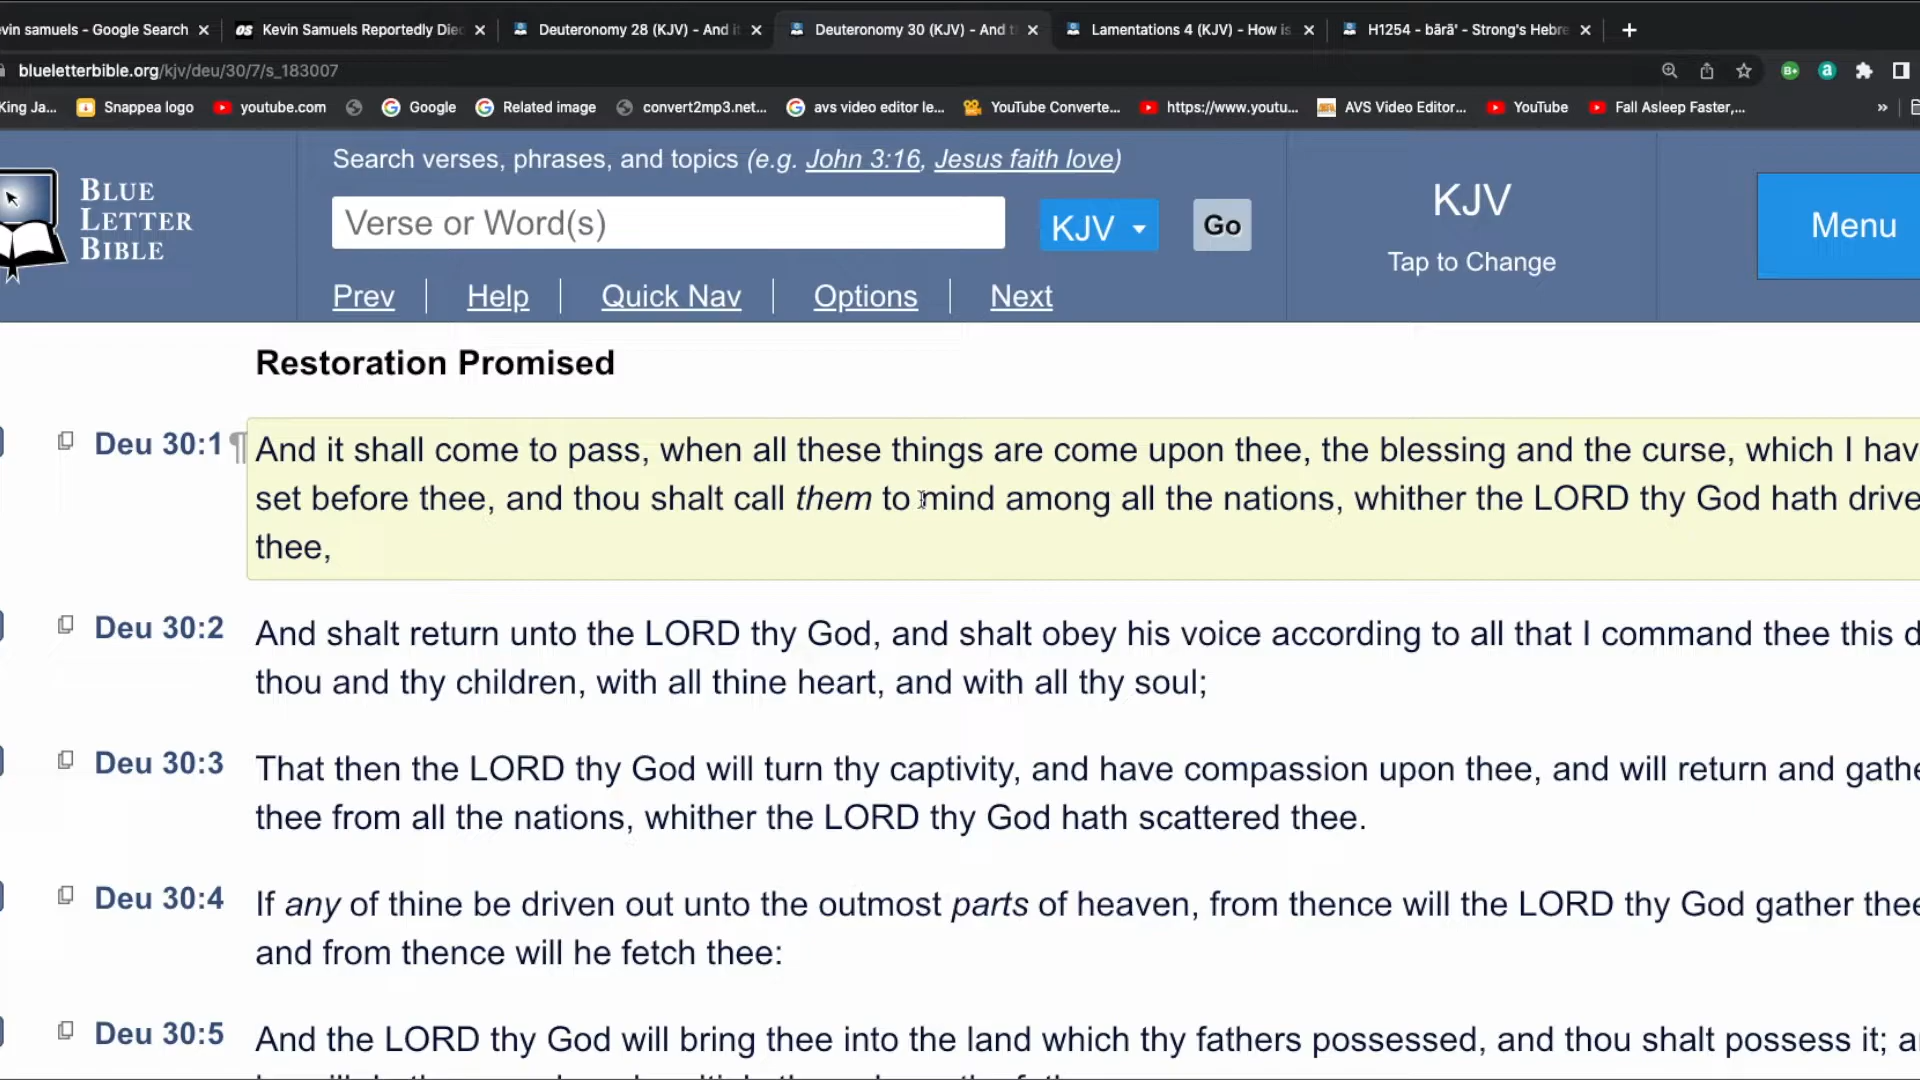 vin samuels - Google Search
Kevin Samuels Reportedly Died
Deuteronomy 28 (KJV) - And it
Deuteronomy 30 (KJV) - And t
Lamentations 4 (KJV) - How is
H1254 - bārā' - Strong's Hebre
blueletterbible.org/kjv/deu/30/7/s_183007
King Ja...
Snappea logo
youtube.com
Google
Related image
convert2mp3.net...
avs video editor le...
YouTube Converte...
https://www.youtu...
AVS Video Editor...
YouTube
Fall Asleep Faster,...
»
BLUE
LETTER
BIBLE
Search verses, phrases, and topics (e.g. John 3:16, Jesus faith love)
Verse or Word(s)
KJV
Go
Prev | Help | Quick Nav | Options | Next
KJV
Tap to Change
Menu
Restoration Promised
Deu 30:1 ¶ And it shall come to pass, when all these things are come upon thee, the blessing and the curse, which I hav
set before thee, and thou shalt call them to mind among all the nations, whither the LORD thy God hath drive
thee,
Deu 30:2 And shalt return unto the LORD thy God, and shalt obey his voice according to all that I command thee this d
thou and thy children, with all thine heart, and with all thy soul;
Deu 30:3 That then the LORD thy God will turn thy captivity, and have compassion upon thee, and will return and gathe
thee from all the nations, whither the LORD thy God hath scattered thee.
Deu 30:4 If any of thine be driven out unto the outmost parts of heaven, from thence will the LORD thy God gather thee
and from thence will he fetch thee:
Deu 30:5 And the LORD thy God will bring thee into the land which thy fathers possessed, and thou shalt possess it; a